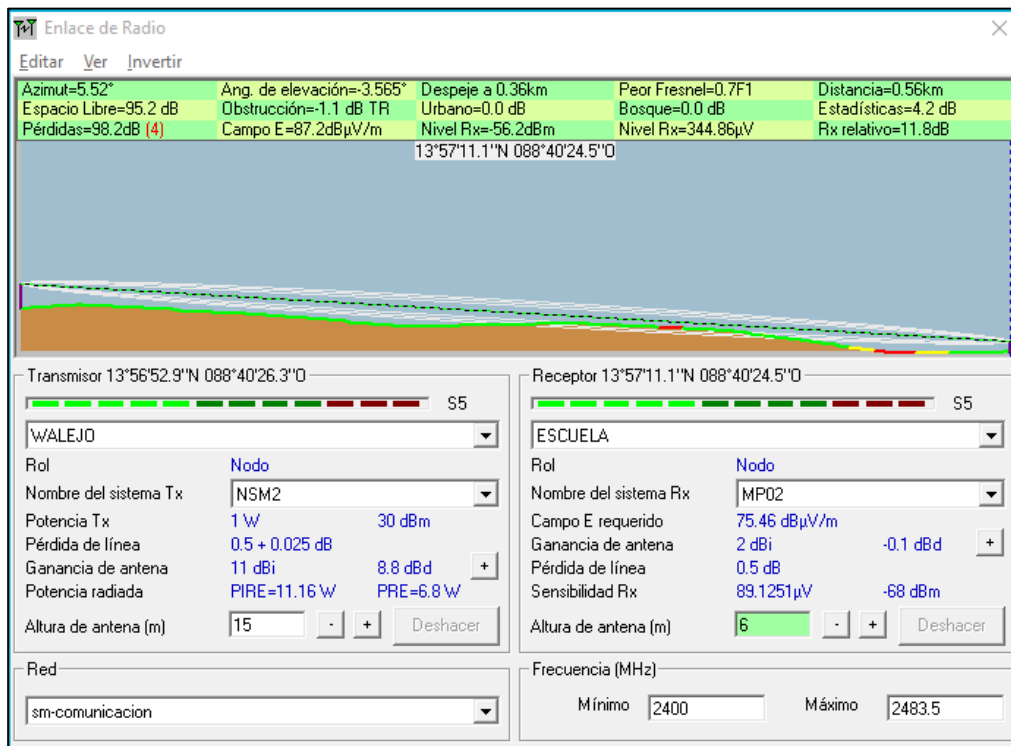 Enlace de Radio
Editar Ver Invertir
Azimut=5.52° Ang. de elevación=-3.565° Despeje a 0.36km Peor Fresnel=0.7F1 Distancia=0.56km
Espacio Libre=95.2 dB Obstrucción=-1.1 dB TR Urbano=0.0 dB Bosque=0.0 dB Estadísticas=4.2 dB
Pérdidas=98.2dB (4) Campo E=87.2dBμV/m Nivel Rx=-56.2dBm Nivel Rx=344.86μV Rx relativo=11.8dB
13°57'11.1''N 088°40'24.5''O
Transmisor 13°56'52.9''N 088°40'26.3''O
S5
WALEJO
Rol Nodo
Nombre del sistema Tx NSM2
Potencia Tx 1 W 30 dBm
Pérdida de línea 0.5 + 0.025 dB
Ganancia de antena 11 dBi 8.8 dBd +
Potencia radiada PIRE=11.16 W PRE=6.8 W
Altura de antena (m) 15 - + Deshacer
Receptor 13°57'11.1''N 088°40'24.5''O
S5
ESCUELA
Rol Nodo
Nombre del sistema Rx MP02
Campo E requerido 75.46 dBμV/m
Ganancia de antena 2 dBi -0.1 dBd +
Pérdida de línea 0.5 dB
Sensibilidad Rx 89.1251μV -68 dBm
Altura de antena (m) 6 - + Deshacer
Red
sm-comunicacion
Frecuencia (MHz)
Mínimo 2400 Máximo 2483.5